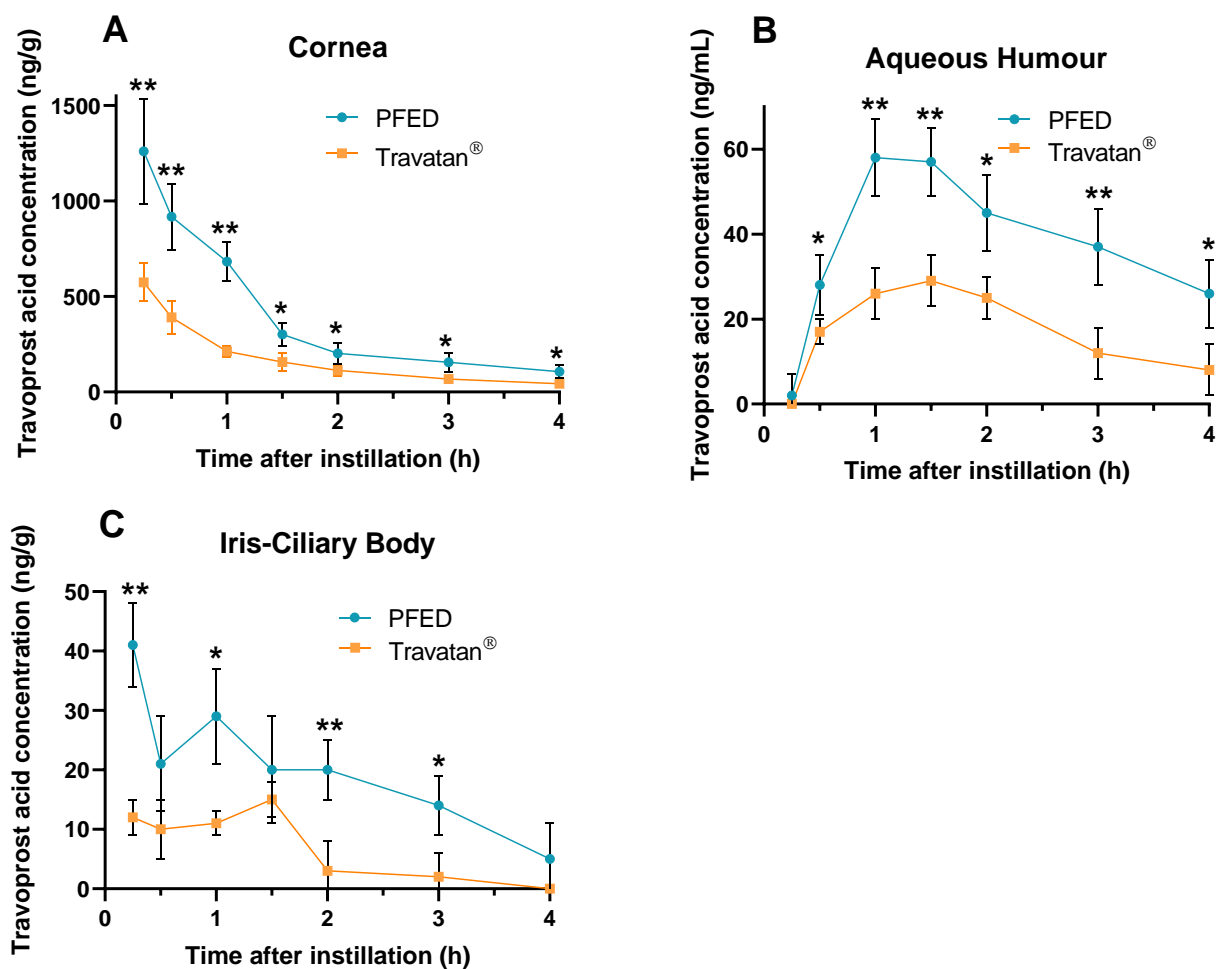 A
Cornea
Travoprost acid concentration (ng/g)
1500
1000
500
0
**
**
**
*
*
*
*
PFED
Travatan®
0
1
2
3
4
Time after instillation (h)
B
Aqueous Humour
Travoprost acid concentration (ng/mL)
60
40
20
0
*
**
**
*
**
*
PFED
Travatan®
0
1
2
3
4
Time after instillation (h)
C
Iris-Ciliary Body
Travoprost acid concentration (ng/g)
50
40
30
20
10
0
**
*
**
*
PFED
Travatan®
0
1
2
3
4
Time after instillation (h)